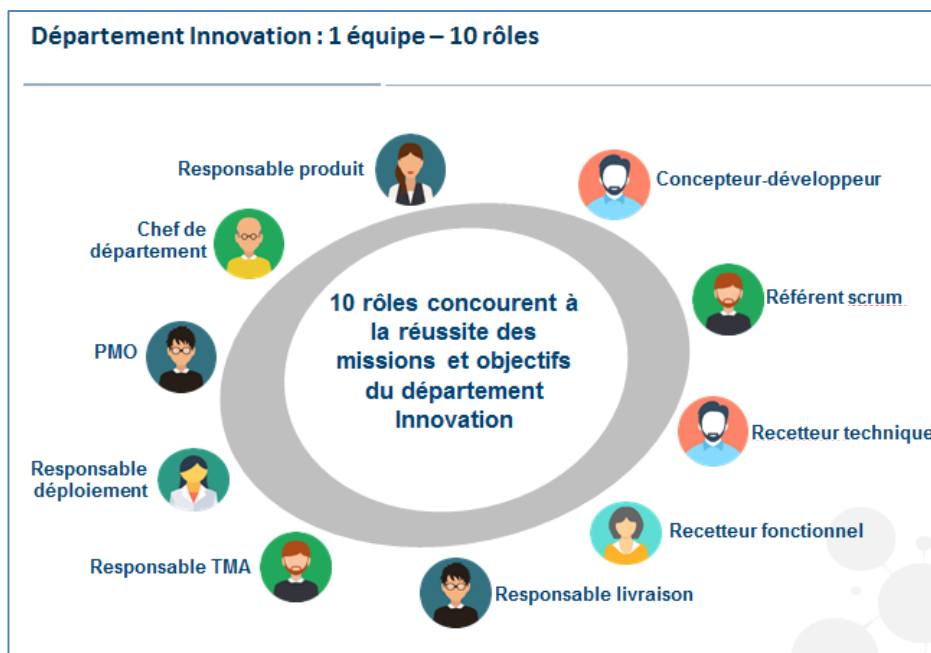 Département Innovation : 1 équipe – 10 rôles
Responsable produit
Concepteur-développeur
Chef de
département
Référent scrum
10 rôles concourent à
la réussite des
missions et objectifs
du département
Innovation
PMO
Recetteur technique
Responsable
déploiement
Recetteur fonctionnel
Responsable TMA
Responsable livraison